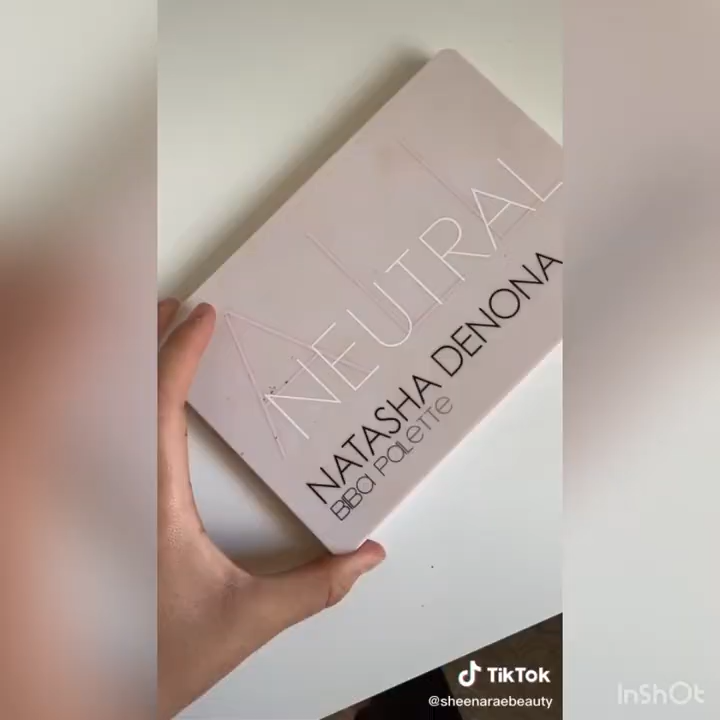 NEUTRAL
NATASHA DENONA
BIBA PALETTE
TikTok
@sheenaraebeauty
InShOt